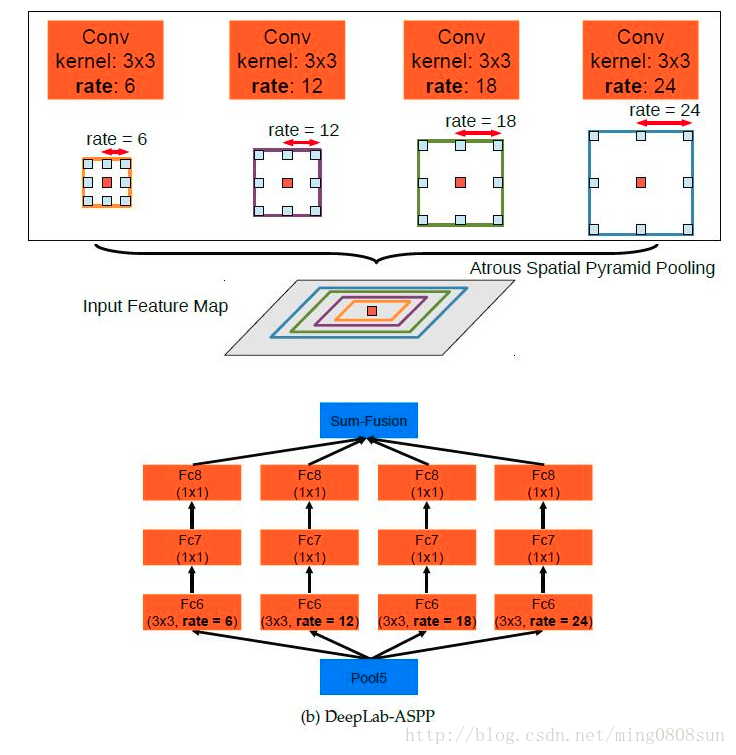 Conv
kernel: 3x3
rate: 6
Conv
kernel: 3x3
rate: 12
Conv
kernel: 3x3
rate: 18
Conv
kernel: 3x3
rate: 24
rate = 6
rate = 12
rate = 18
rate = 24
Atrous Spatial Pyramid Pooling
Input Feature Map
Sum-Fusion
Fc8
(1x1)
Fc8
(1x1)
Fc8
(1x1)
Fc8
(1x1)
Fc7
(1x1)
Fc7
(1x1)
Fc7
(1x1)
Fc7
(1x1)
Fc6
(3x3, rate = 6)
Fc6
(3x3, rate = 12)
Fc6
(3x3, rate = 18)
Fc6
(3x3, rate = 24)
Pool5
(b) DeepLab-ASPP
http://blog.csdn.net/ming0808sun